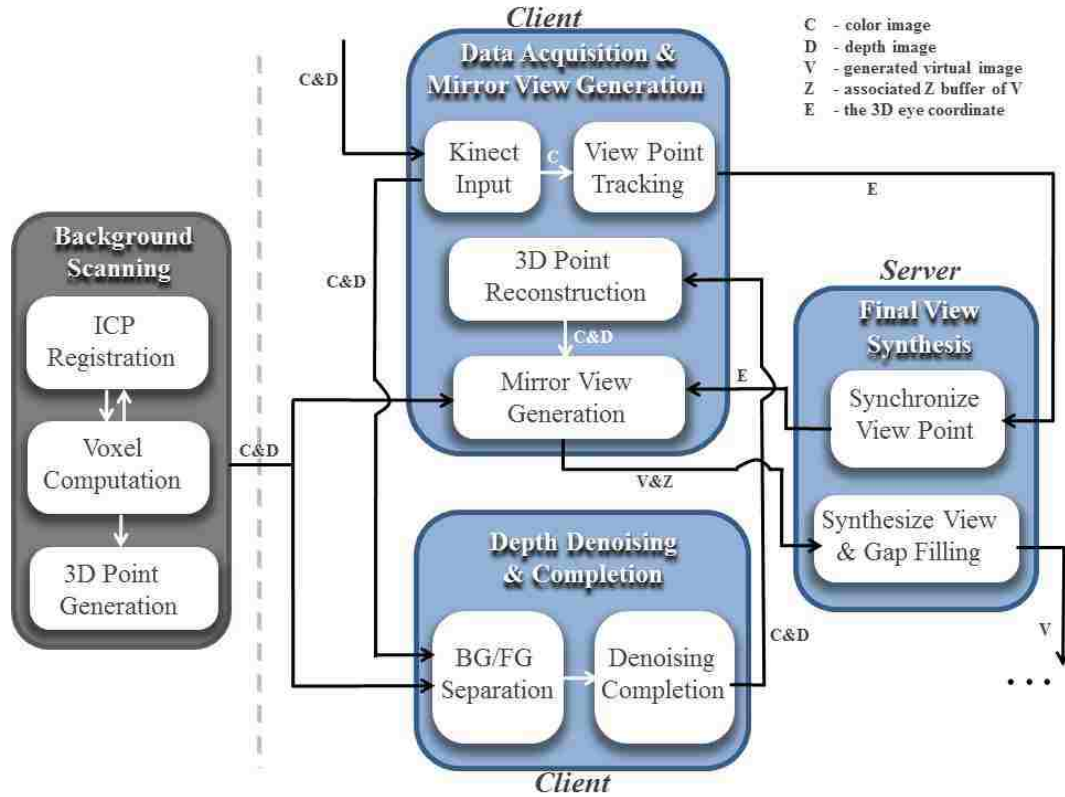 Client
C - color image
D - depth image
V - generated virtual image
Z - associated Z buffer of V
E - the 3D eye coordinate
Data Acquisition &
Mirror View Generation
C&D
Kinect
Input
C
View Point
Tracking
E
Background
Scanning
ICP
Registration
Voxel
Computation
3D Point
Generation
C&D
C&D
3D Point
Reconstruction
C&D
Mirror View
Generation
E
V&Z
Server
Final View
Synthesis
Synchronize
View Point
Synthesize View
& Gap Filling
V
...
Depth Denoising
& Completion
BG/FG
Separation
Denoising
Completion
C&D
Client